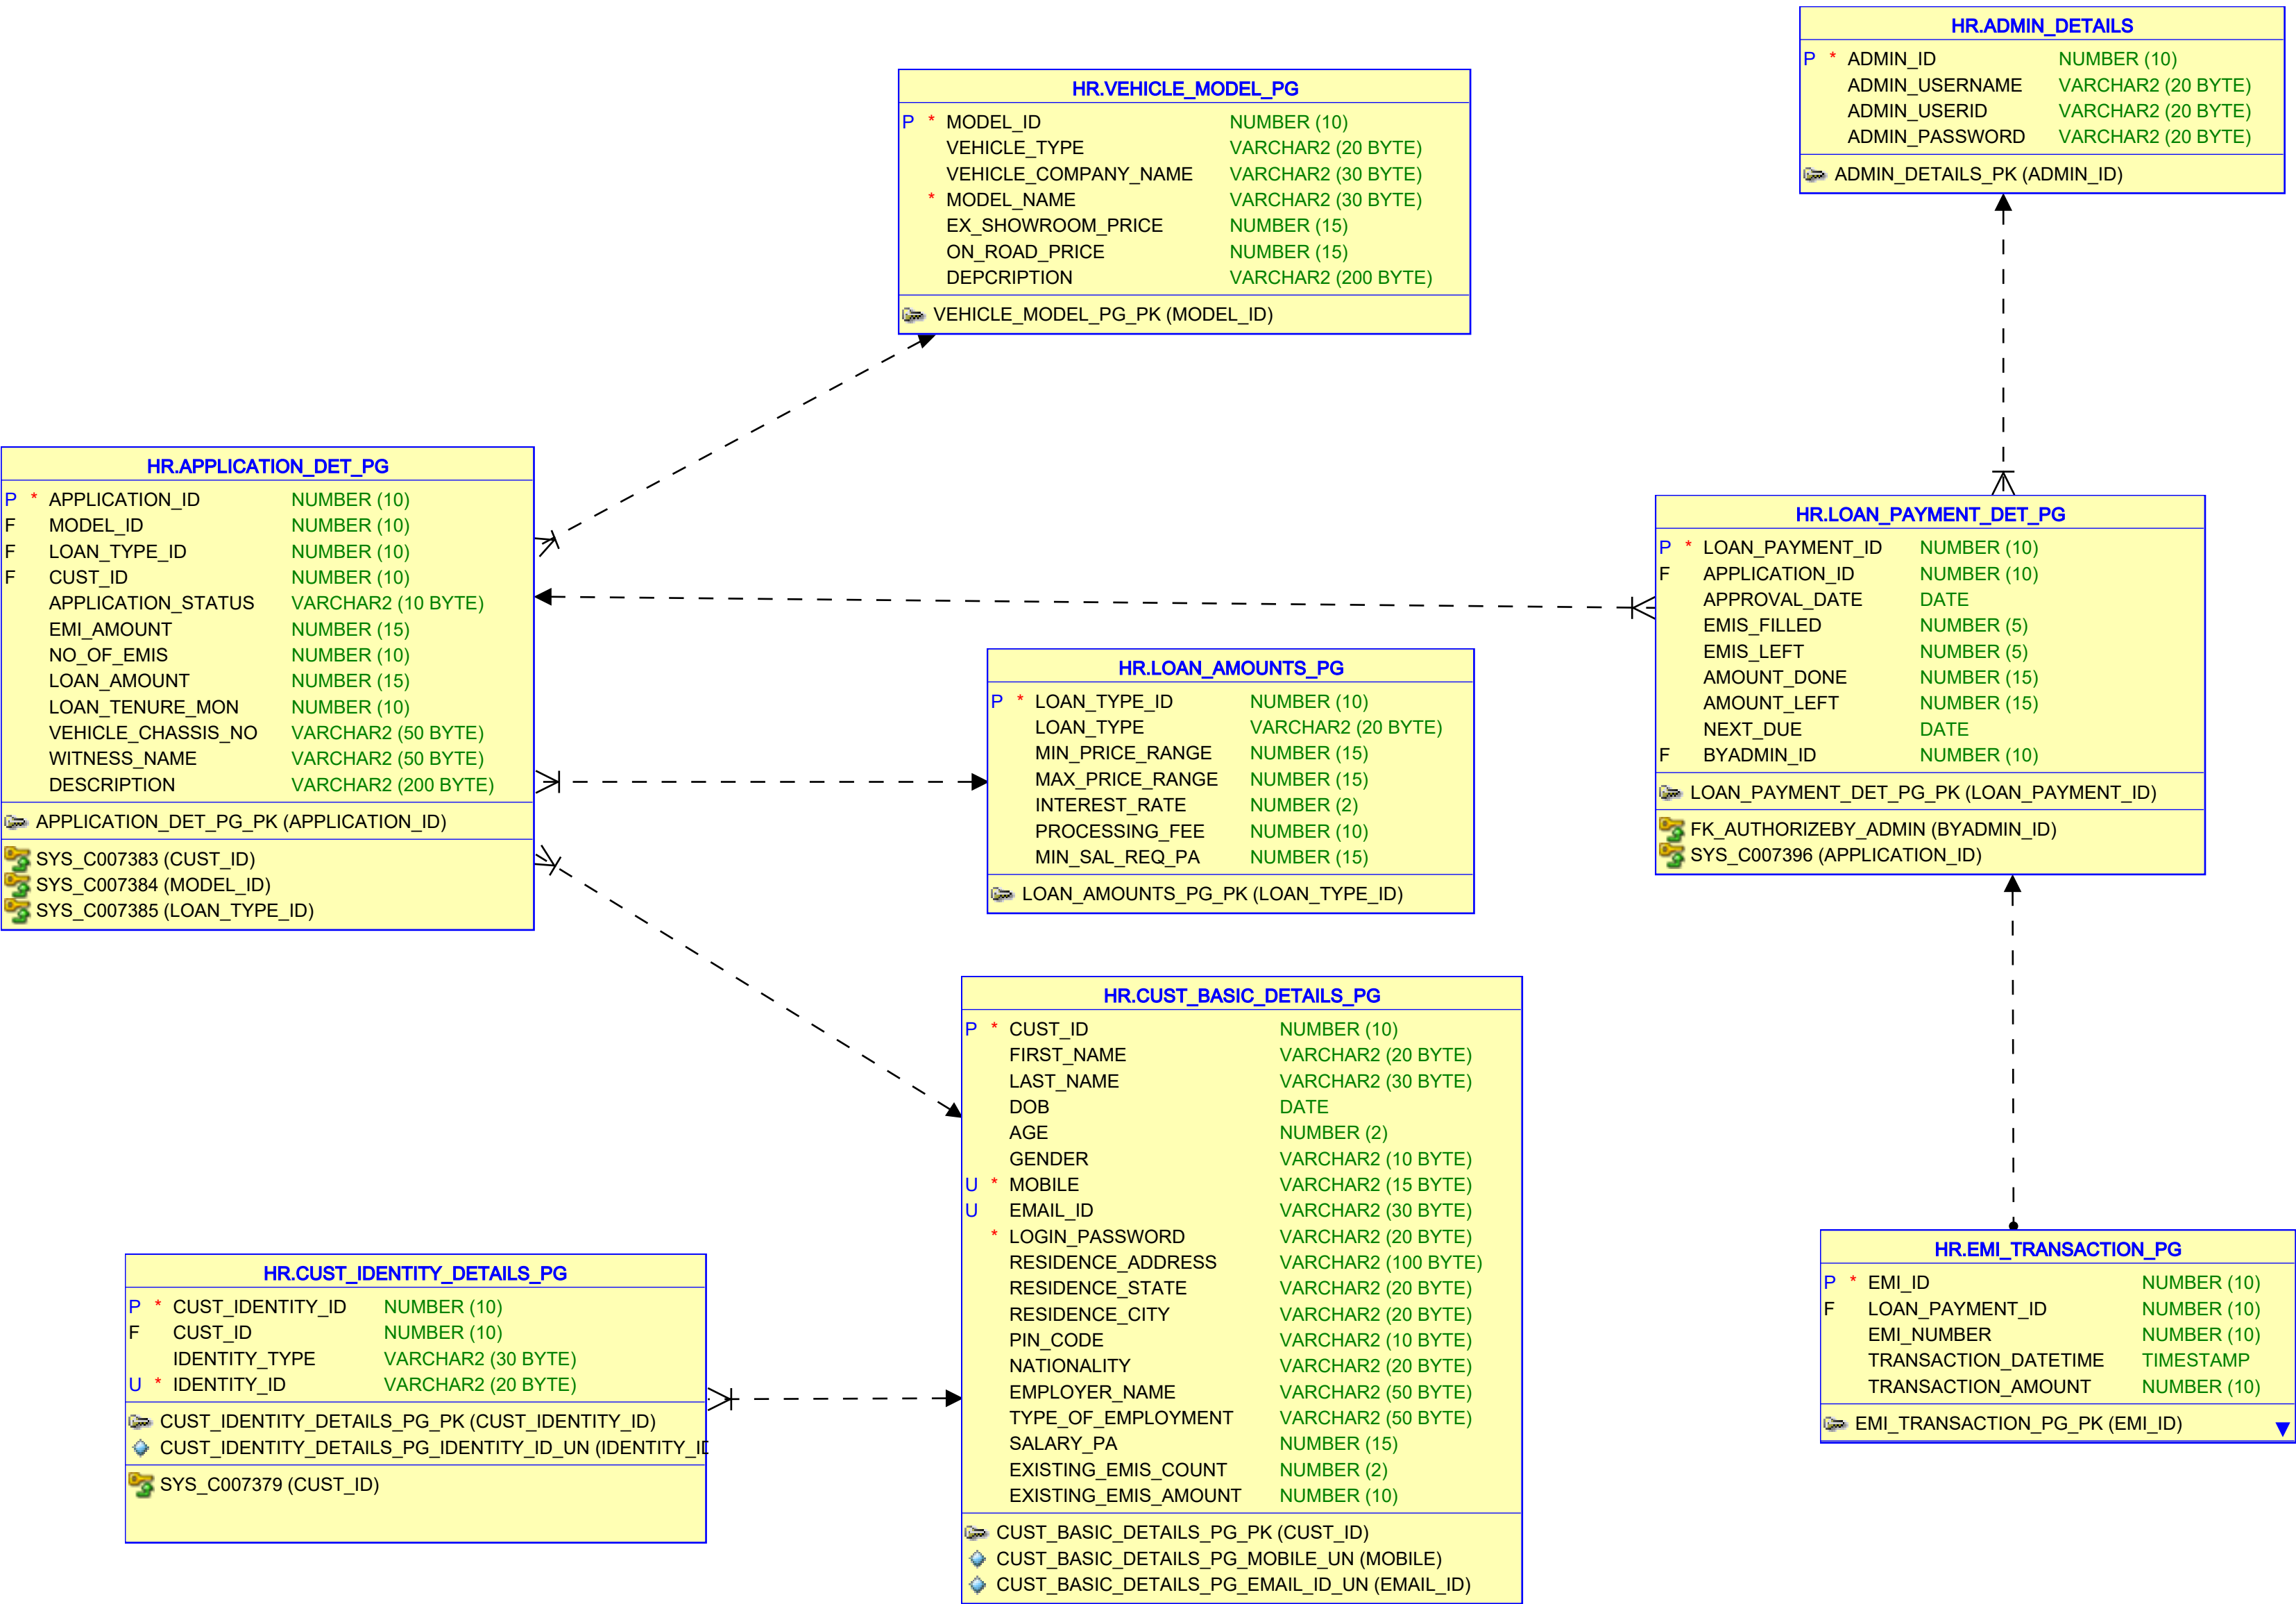 HR.ADMIN_DETAILS
P * ADMIN_ID NUMBER (10)
ADMIN_USERNAME VARCHAR2 (20 BYTE)
ADMIN_USERID VARCHAR2 (20 BYTE)
ADMIN_PASSWORD VARCHAR2 (20 BYTE)
ADMIN_DETAILS_PK (ADMIN_ID)
HR.VEHICLE_MODEL_PG
P * MODEL_ID NUMBER (10)
VEHICLE_TYPE VARCHAR2 (20 BYTE)
VEHICLE_COMPANY_NAME VARCHAR2 (30 BYTE)
* MODEL_NAME VARCHAR2 (30 BYTE)
EX_SHOWROOM_PRICE NUMBER (15)
ON_ROAD_PRICE NUMBER (15)
DEPCRIPTION VARCHAR2 (200 BYTE)
VEHICLE_MODEL_PG_PK (MODEL_ID)
HR.APPLICATION_DET_PG
P * APPLICATION_ID NUMBER (10)
F MODEL_ID NUMBER (10)
F LOAN_TYPE_ID NUMBER (10)
F CUST_ID NUMBER (10)
APPLICATION_STATUS VARCHAR2 (10 BYTE)
EMI_AMOUNT NUMBER (15)
NO_OF_EMIS NUMBER (10)
LOAN_AMOUNT NUMBER (15)
LOAN_TENURE_MON NUMBER (10)
VEHICLE_CHASSIS_NO VARCHAR2 (50 BYTE)
WITNESS_NAME VARCHAR2 (50 BYTE)
DESCRIPTION VARCHAR2 (200 BYTE)
APPLICATION_DET_PG_PK (APPLICATION_ID)
SYS_C007383 (CUST_ID)
SYS_C007384 (MODEL_ID)
SYS_C007385 (LOAN_TYPE_ID)
HR.LOAN_PAYMENT_DET_PG
P * LOAN_PAYMENT_ID NUMBER (10)
F APPLICATION_ID NUMBER (10)
APPROVAL_DATE DATE
EMIS_FILLED NUMBER (5)
EMIS_LEFT NUMBER (5)
AMOUNT_DONE NUMBER (15)
AMOUNT_LEFT NUMBER (15)
NEXT_DUE DATE
F BYADMIN_ID NUMBER (10)
LOAN_PAYMENT_DET_PG_PK (LOAN_PAYMENT_ID)
FK_AUTHORIZEBY_ADMIN (BYADMIN_ID)
SYS_C007396 (APPLICATION_ID)
HR.LOAN_AMOUNTS_PG
P * LOAN_TYPE_ID NUMBER (10)
LOAN_TYPE VARCHAR2 (20 BYTE)
MIN_PRICE_RANGE NUMBER (15)
MAX_PRICE_RANGE NUMBER (15)
INTEREST_RATE NUMBER (2)
PROCESSING_FEE NUMBER (10)
MIN_SAL_REQ_PA NUMBER (15)
LOAN_AMOUNTS_PG_PK (LOAN_TYPE_ID)
HR.CUST_BASIC_DETAILS_PG
P * CUST_ID NUMBER (10)
FIRST_NAME VARCHAR2 (20 BYTE)
LAST_NAME VARCHAR2 (30 BYTE)
DOB DATE
AGE NUMBER (2)
GENDER VARCHAR2 (10 BYTE)
U * MOBILE VARCHAR2 (15 BYTE)
U EMAIL_ID VARCHAR2 (30 BYTE)
* LOGIN_PASSWORD VARCHAR2 (20 BYTE)
RESIDENCE_ADDRESS VARCHAR2 (100 BYTE)
RESIDENCE_STATE VARCHAR2 (20 BYTE)
RESIDENCE_CITY VARCHAR2 (20 BYTE)
PIN_CODE VARCHAR2 (10 BYTE)
NATIONALITY VARCHAR2 (20 BYTE)
EMPLOYER_NAME VARCHAR2 (50 BYTE)
TYPE_OF_EMPLOYMENT VARCHAR2 (50 BYTE)
SALARY_PA NUMBER (15)
EXISTING_EMIS_COUNT NUMBER (2)
EXISTING_EMIS_AMOUNT NUMBER (10)
CUST_BASIC_DETAILS_PG_PK (CUST_ID)
CUST_BASIC_DETAILS_PG_MOBILE_UN (MOBILE)
CUST_BASIC_DETAILS_PG_EMAIL_ID_UN (EMAIL_ID)
HR.CUST_IDENTITY_DETAILS_PG
P * CUST_IDENTITY_ID NUMBER (10)
F CUST_ID NUMBER (10)
IDENTITY_TYPE VARCHAR2 (30 BYTE)
U * IDENTITY_ID VARCHAR2 (20 BYTE)
CUST_IDENTITY_DETAILS_PG_PK (CUST_IDENTITY_ID)
CUST_IDENTITY_DETAILS_PG_IDENTITY_ID_UN (IDENTITY_ID
SYS_C007379 (CUST_ID)
HR.EMI_TRANSACTION_PG
P * EMI_ID NUMBER (10)
F LOAN_PAYMENT_ID NUMBER (10)
EMI_NUMBER NUMBER (10)
TRANSACTION_DATETIME TIMESTAMP
TRANSACTION_AMOUNT NUMBER (10)
EMI_TRANSACTION_PG_PK (EMI_ID)